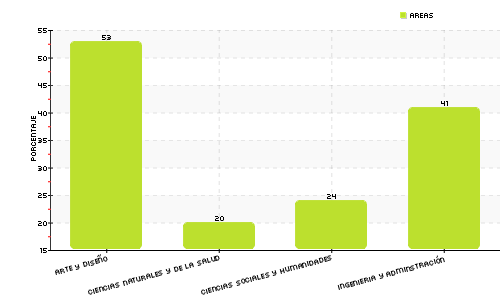 AREAS
55
53
50
45
41
40
35
30
25
24
20
20
15
PORCENTAJE
ARTE Y DISEÑO
CIENCIAS NATURALES Y DE LA SALUD
CIENCIAS SOCIALES Y HUMANIDADES
INGENIERIA Y ADMINSTRACIÓN